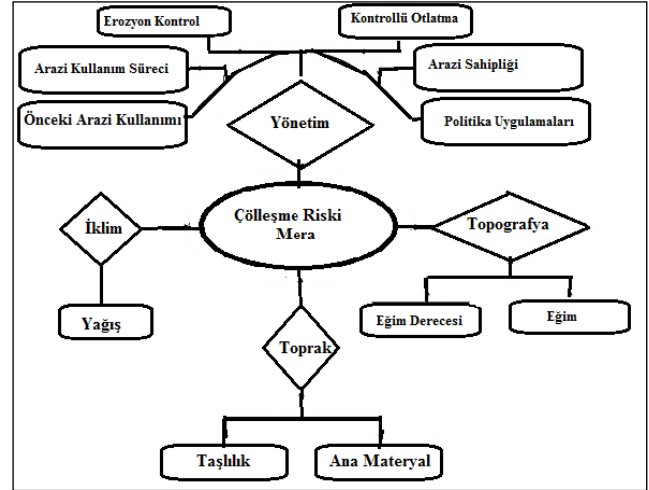 Erozyon Kontrol
Kontrollü Otlatma
Arazi Kullanım Süreci
Arazi Sahipliği
Önceki Arazi Kullanımı
Politika Uygulamaları
Yönetim
Çölleşme Riski
Mera
İklim
Topografya
Yağış
Eğim Derecesi
Eğim
Toprak
Taşlılık
Ana Materyal